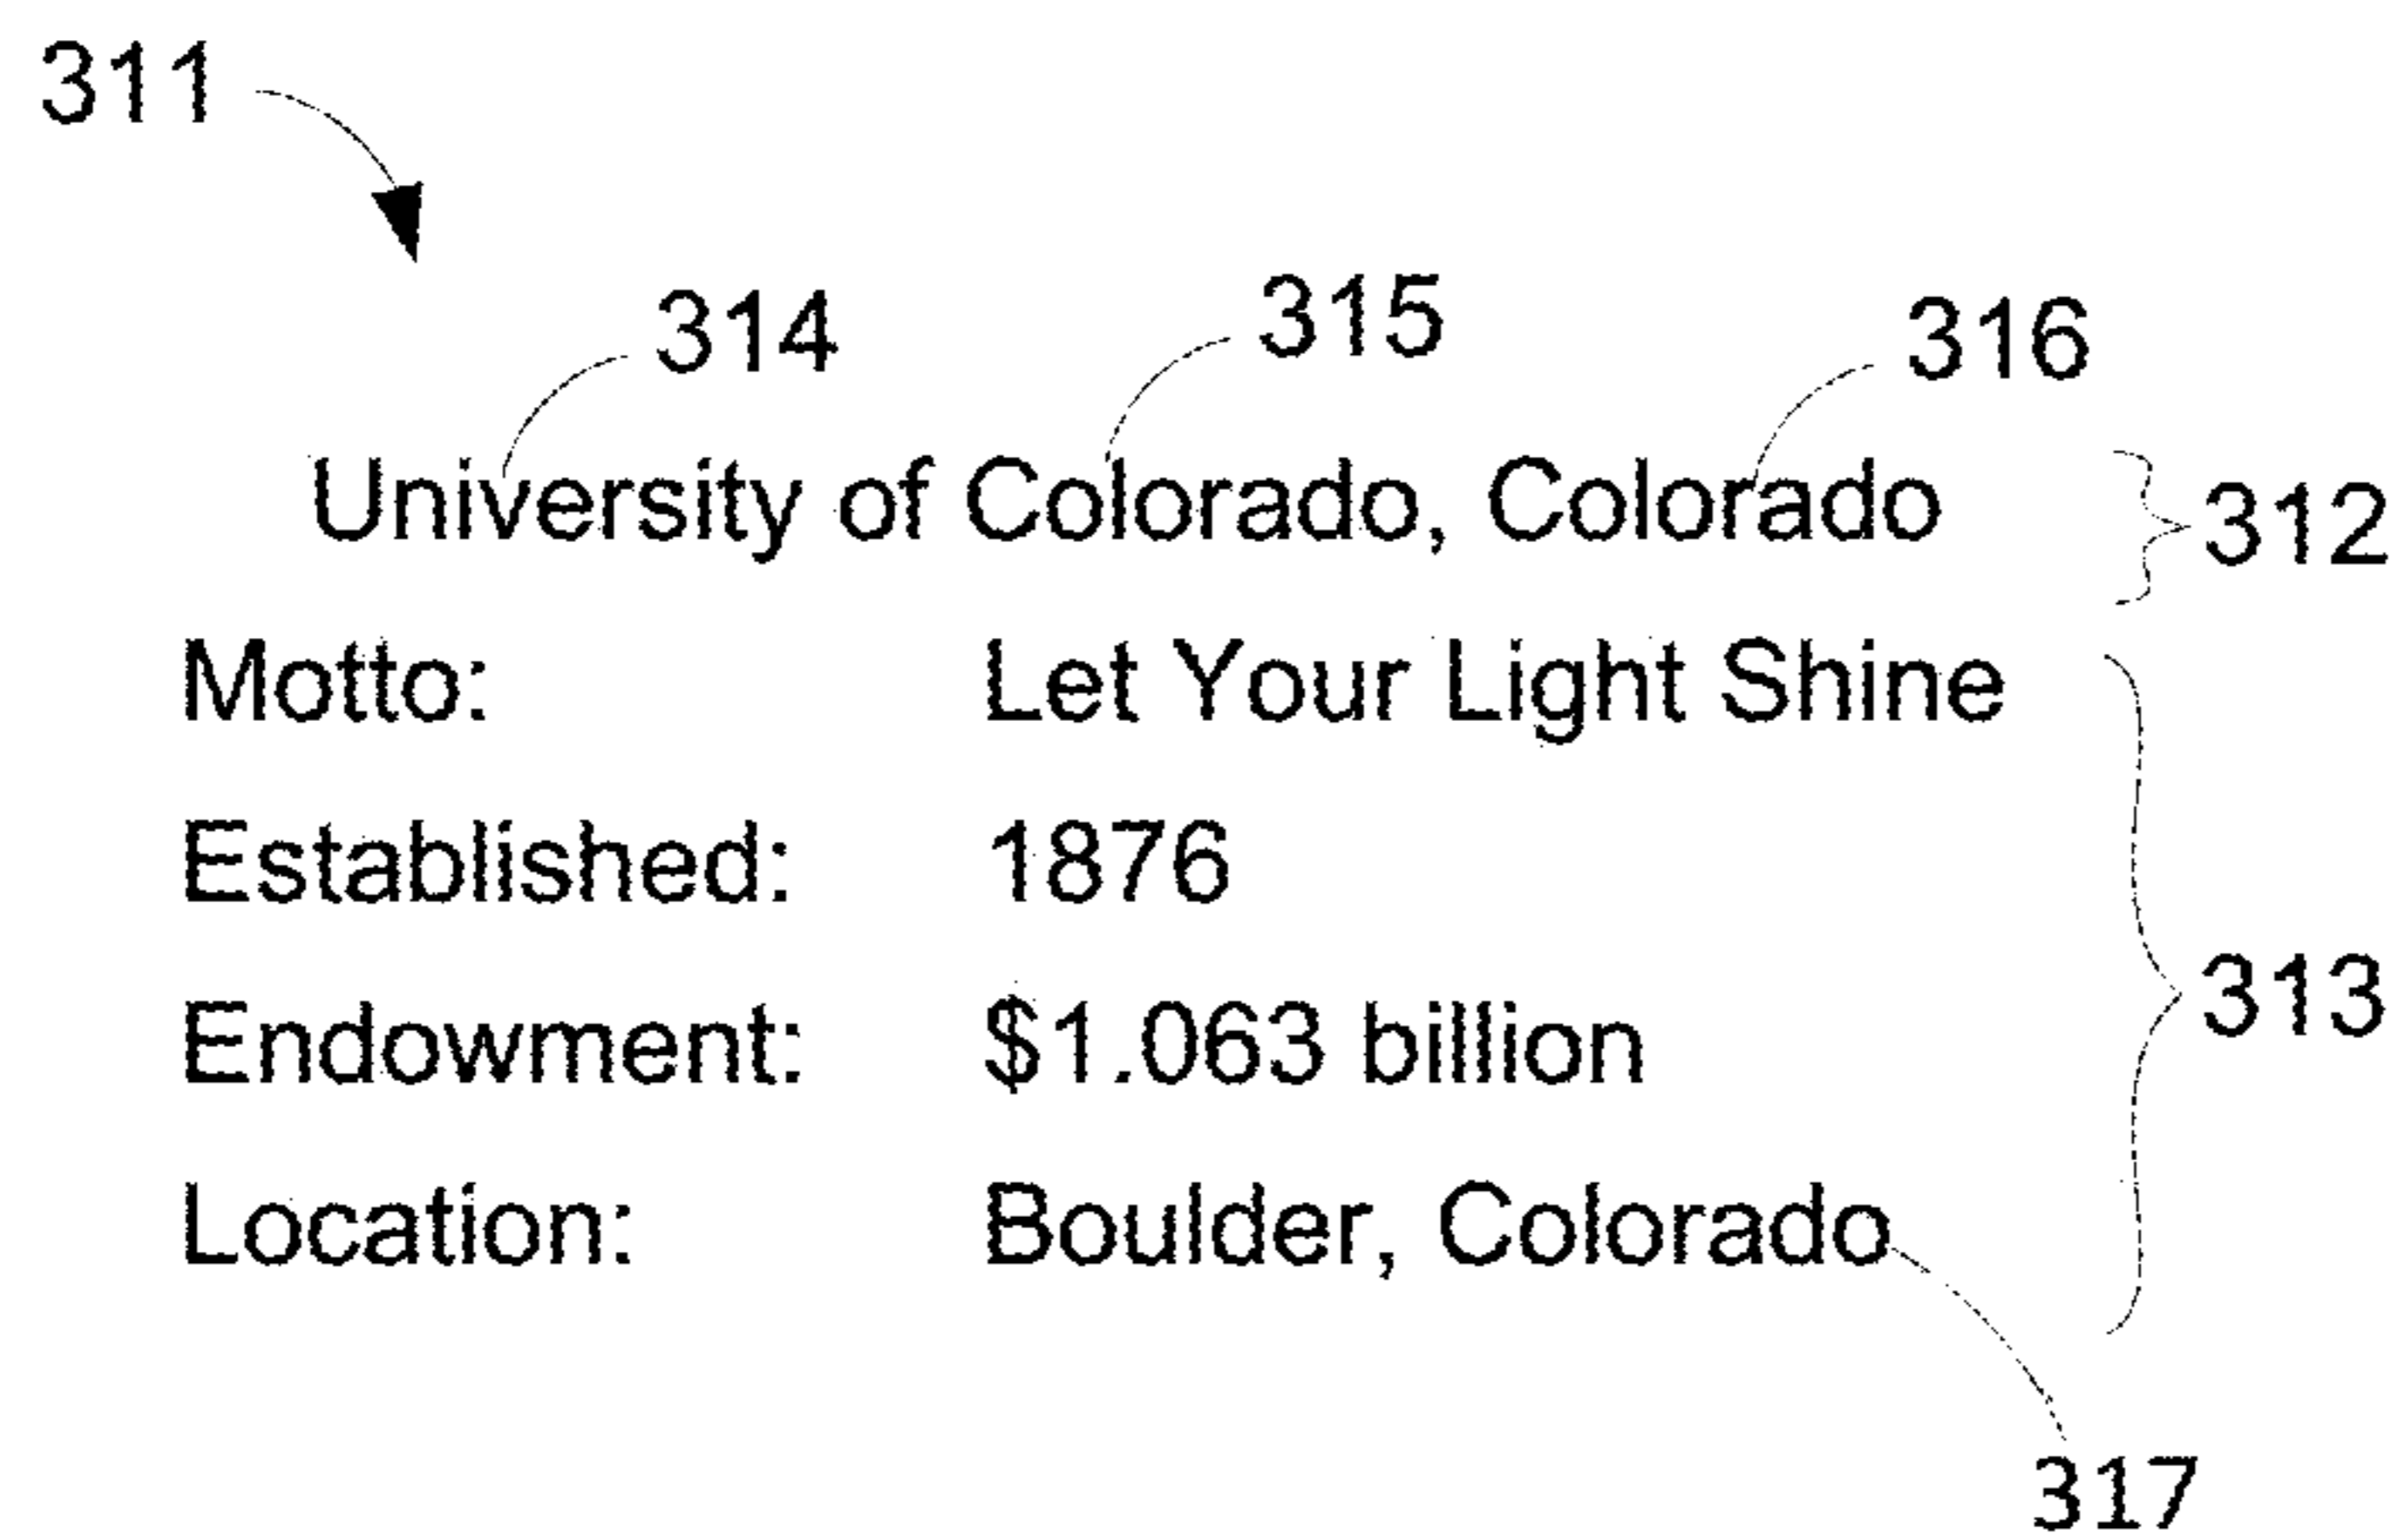 311
314 315 316
University of Colorado, Colorado 312
Motto: Let Your Light Shine
Established: 1876
313
Endowment: $1.063 billion
Location: Boulder, Colorado
317